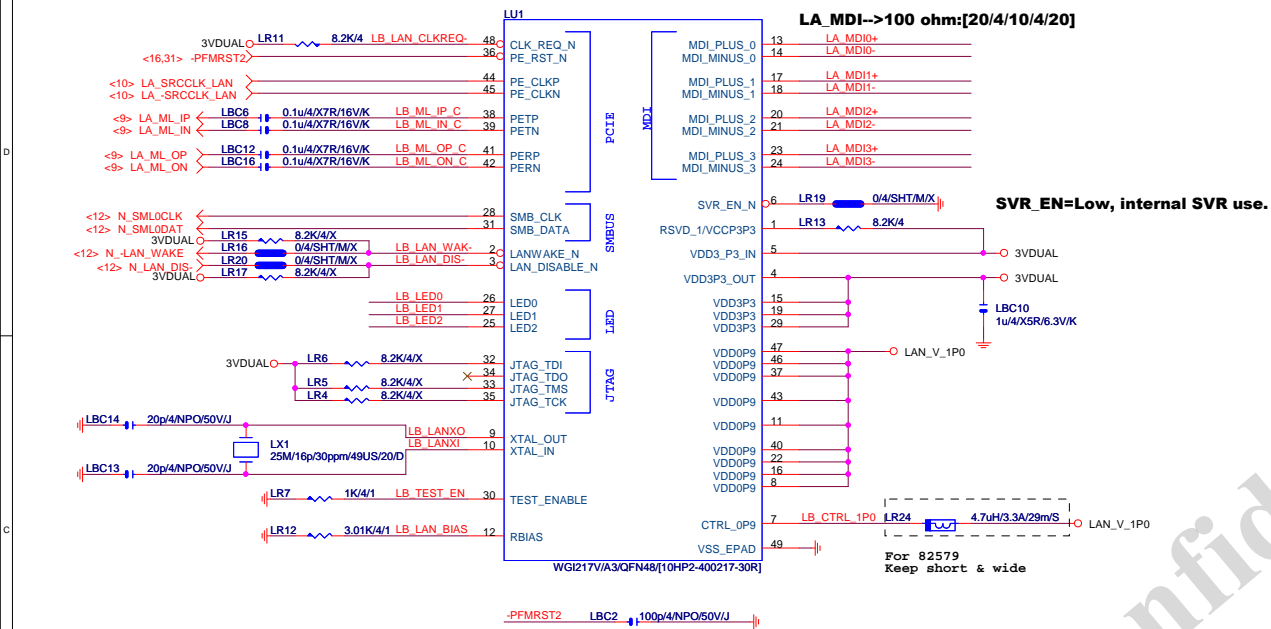 LU1
LA_MDI-->100 ohm:[20/4/10/4/20]
3VDUAL LR11 8.2K/4 LB_LAN_CLKREQ- 48 CLK_REQ_N
<16,31> -PFMRST2 36 PE_RST_N
<10> LA_SRCCLK_LAN 44 PE_CLKP
<10> LA_-SRCCLK_LAN 45 PE_CLKN
<9> LA_ML_IP LBC6 0.1u/4/X7R/16V/K LB_ML_IP_C 38 PETP
<9> LA_ML_IN LBC8 0.1u/4/X7R/16V/K LB_ML_IN_C 39 PETN
<9> LA_ML_OP LBC12 0.1u/4/X7R/16V/K LB_ML_OP_C 41 PERP
<9> LA_ML_ON LBC16 0.1u/4/X7R/16V/K LB_ML_ON_C 42 PERN
PCIE
D
<12> N_SML0CLK 28 SMB_CLK
<12> N_SML0DAT 31 SMB_DATA
SMBUS
3VDUAL LR15 8.2K/4/X
<12> N_-LAN_WAKE LR16 0/4/SHT/M/X LB_LAN_WAK- 2 LANWAKE_N
<12> N_LAN_DIS- LR20 0/4/SHT/M/X LB_LAN_DIS- 3 LAN_DISABLE_N
3VDUAL LR17 8.2K/4/X
LB_LED0 26 LED0
LB_LED1 27 LED1
LB_LED2 25 LED2
LED
3VDUAL LR6 8.2K/4/X 32 JTAG_TDI
34 JTAG_TDO
LR5 8.2K/4/X 33 JTAG_TMS
LR4 8.2K/4/X 35 JTAG_TCK
JTAG
LBC14 20p/4/NPO/50V/J
LB_LANXO 9 XTAL_OUT
LB_LANXI 10 XTAL_IN
LX1
25M/16p/30ppm/49US/20/D
LBC13 20p/4/NPO/50V/J
LR7 1K/4/1 LB_TEST_EN 30 TEST_ENABLE
C
LR12 3.01K/4/1 LB_LAN_BIAS 12 RBIAS
MDI
MDI_PLUS_0 13 LA_MDI0+
MDI_MINUS_0 14 LA_MDI0-
MDI_PLUS_1 17 LA_MDI1+
MDI_MINUS_1 18 LA_MDI1-
MDI_PLUS_2 20 LA_MDI2+
MDI_MINUS_2 21 LA_MDI2-
MDI_PLUS_3 23 LA_MDI3+
MDI_MINUS_3 24 LA_MDI3-
SVR_EN_N 6 LR19 0/4/SHT/M/X
SVR_EN=Low, internal SVR use.
RSVD_1/VCCP3P3 1 LR13 8.2K/4
VDD3_P3_IN 5 3VDUAL
VDD3P3_OUT 4 3VDUAL
VDD3P3 15
VDD3P3 19
VDD3P3 29
LBC10
1u/4/X5R/6.3V/K
VDD0P9 47 LAN_V_1P0
VDD0P9 46
VDD0P9 37
VDD0P9 43
VDD0P9 11
VDD0P9 40
VDD0P9 22
VDD0P9 16
VDD0P9 8
CTRL_0P9 7 LB_CTRL_1P0 LR24 4.7uH/3.3A/29m/S LAN_V_1P0
VSS_EPAD 49
For 82579
Keep short & wide
WGI217V/A3/QFN48/[10HP2-400217-30R]
-PFMRST2 LBC2 100p/4/NPO/50V/J
nfid